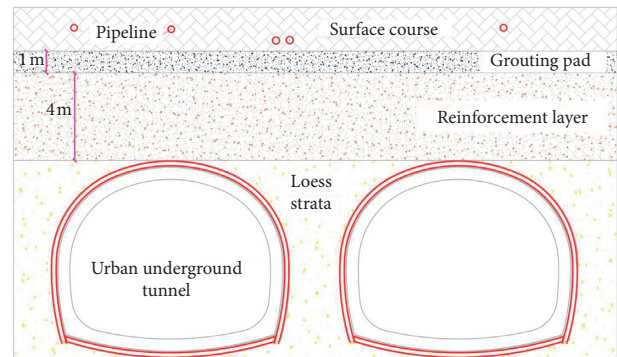 Pipeline
Surface course
1 m
Grouting pad
4 m
Reinforcement layer
Loess
strata
Urban underground
tunnel